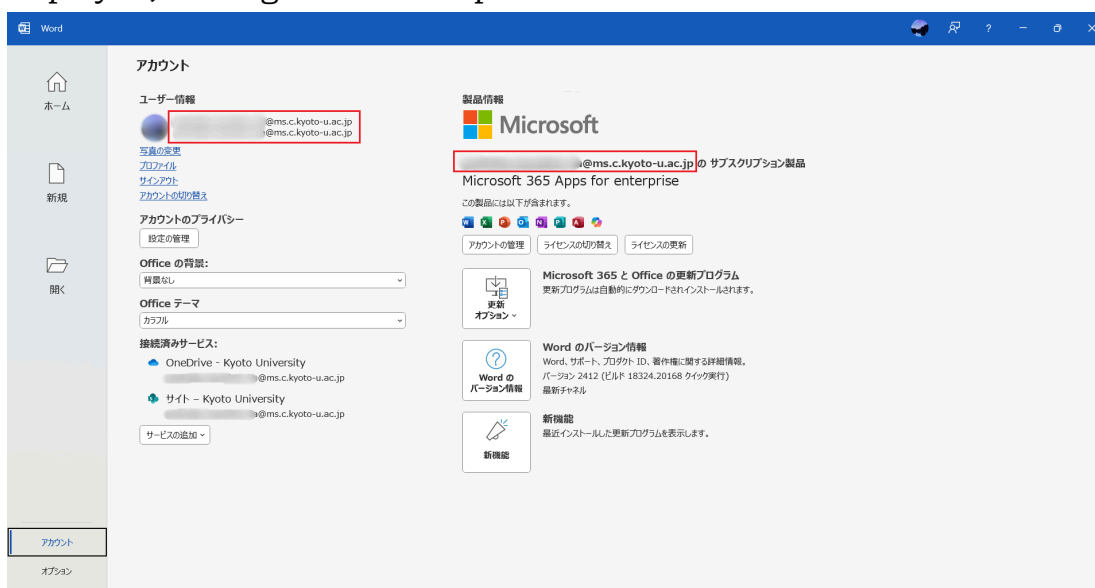 Word
?
ホーム
新規
開く
アカウント
オプション
アカウント
ユーザー情報
@ms.c.kyoto-u.ac.jp
@ms.c.kyoto-u.ac.jp
写真の変更
プロファイル
サインアウト
アカウントの切り替え
アカウントのプライバシー
設定の管理
Office の背景:
背景なし
Office テーマ
カラフル
接続済みサービス:
OneDrive - Kyoto University
@ms.c.kyoto-u.ac.jp
サイト – Kyoto University
@ms.c.kyoto-u.ac.jp
サービスの追加
製品情報
Microsoft
@ms.c.kyoto-u.ac.jp の サブスクリプション製品
Microsoft 365 Apps for enterprise
この製品には以下が含まれます。
アカウントの管理 ライセンスの切り替え ライセンスの更新
更新
オプション
Microsoft 365 と Office の更新プログラム
更新プログラムは自動的にダウンロードされインストールされます。
Word の
バージョン情報
Word のバージョン情報
Word、サポート、プロダクト ID、著作権に関する詳細情報。
バージョン 2412 (ビルド 18324.20168 クイック実行)
最新チャネル
新機能
新機能
最近インストールした更新プログラムを表示します。